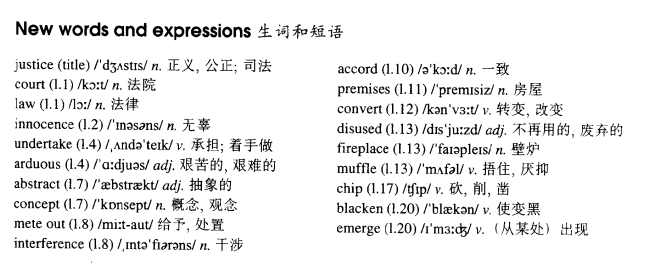 New words and expressions 生词和短语
justice (title) /'dʒʌstɪs/ n. 正义, 公正; 司法
court (l.1) /kɔːt/ n. 法院
law (l.1) /lɔː/ n. 法律
innocence (l.2) /'ɪnəsəns/ n. 无辜
undertake (l.4) /ˌʌndə'teɪk/ v. 承担; 着手做
arduous (l.4) /'ɑːdjuəs/ adj. 艰苦的, 艰难的
abstract (l.7) /'æbstrækt/ adj. 抽象的
concept (l.7) /'kɒnsept/ n. 概念, 观念
mete out (l.8) /miːt-aut/ 给予, 处置
interference (l.8) /ˌɪntə'fɪərəns/ n. 干涉
accord (l.10) /ə'kɔːd/ n. 一致
premises (l.11) /'premɪsiz/ n. 房屋
convert (l.12) /kən'vɜːt/ v. 转变, 改变
disused (l.13) /dɪs'juːzd/ adj. 不再用的, 废弃的
fireplace (l.13) /'faɪəpleɪs/ n. 壁炉
muffle (l.13) /'mʌfəl/ v. 捂住, 厌抑
chip (l.17) /tʃɪp/ v. 砍, 削, 凿
blacken (l.20) /'blækən/ v. 使变黑
emerge (l.20) /ɪ'mɜːdʒ/ v. （从某处）出现